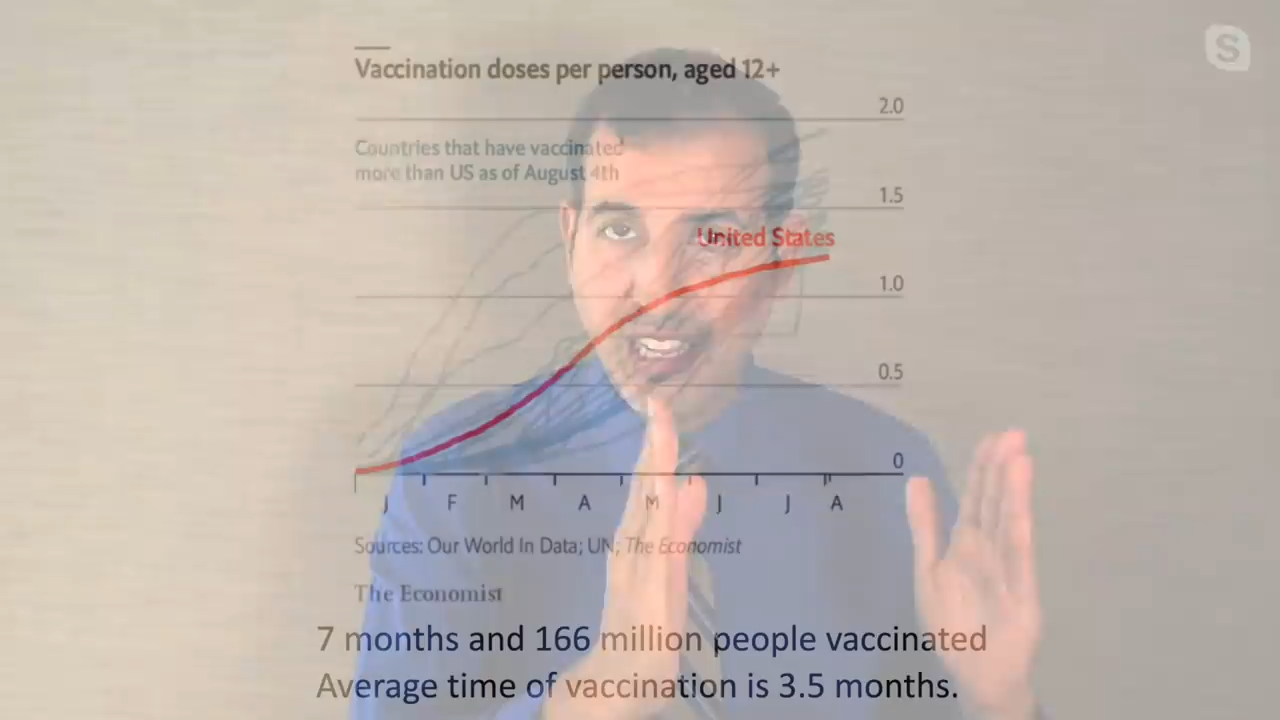 Vaccination doses per person, aged 12+
2.0
Countries that have vaccinated
more than US as of August 4th
1.5
United States
1.0
0.5
0
J F M A M J J A
Sources: Our World In Data; UN; The Economist
The Economist
7 months and 166 million people vaccinated
Average time of vaccination is 3.5 months.
S